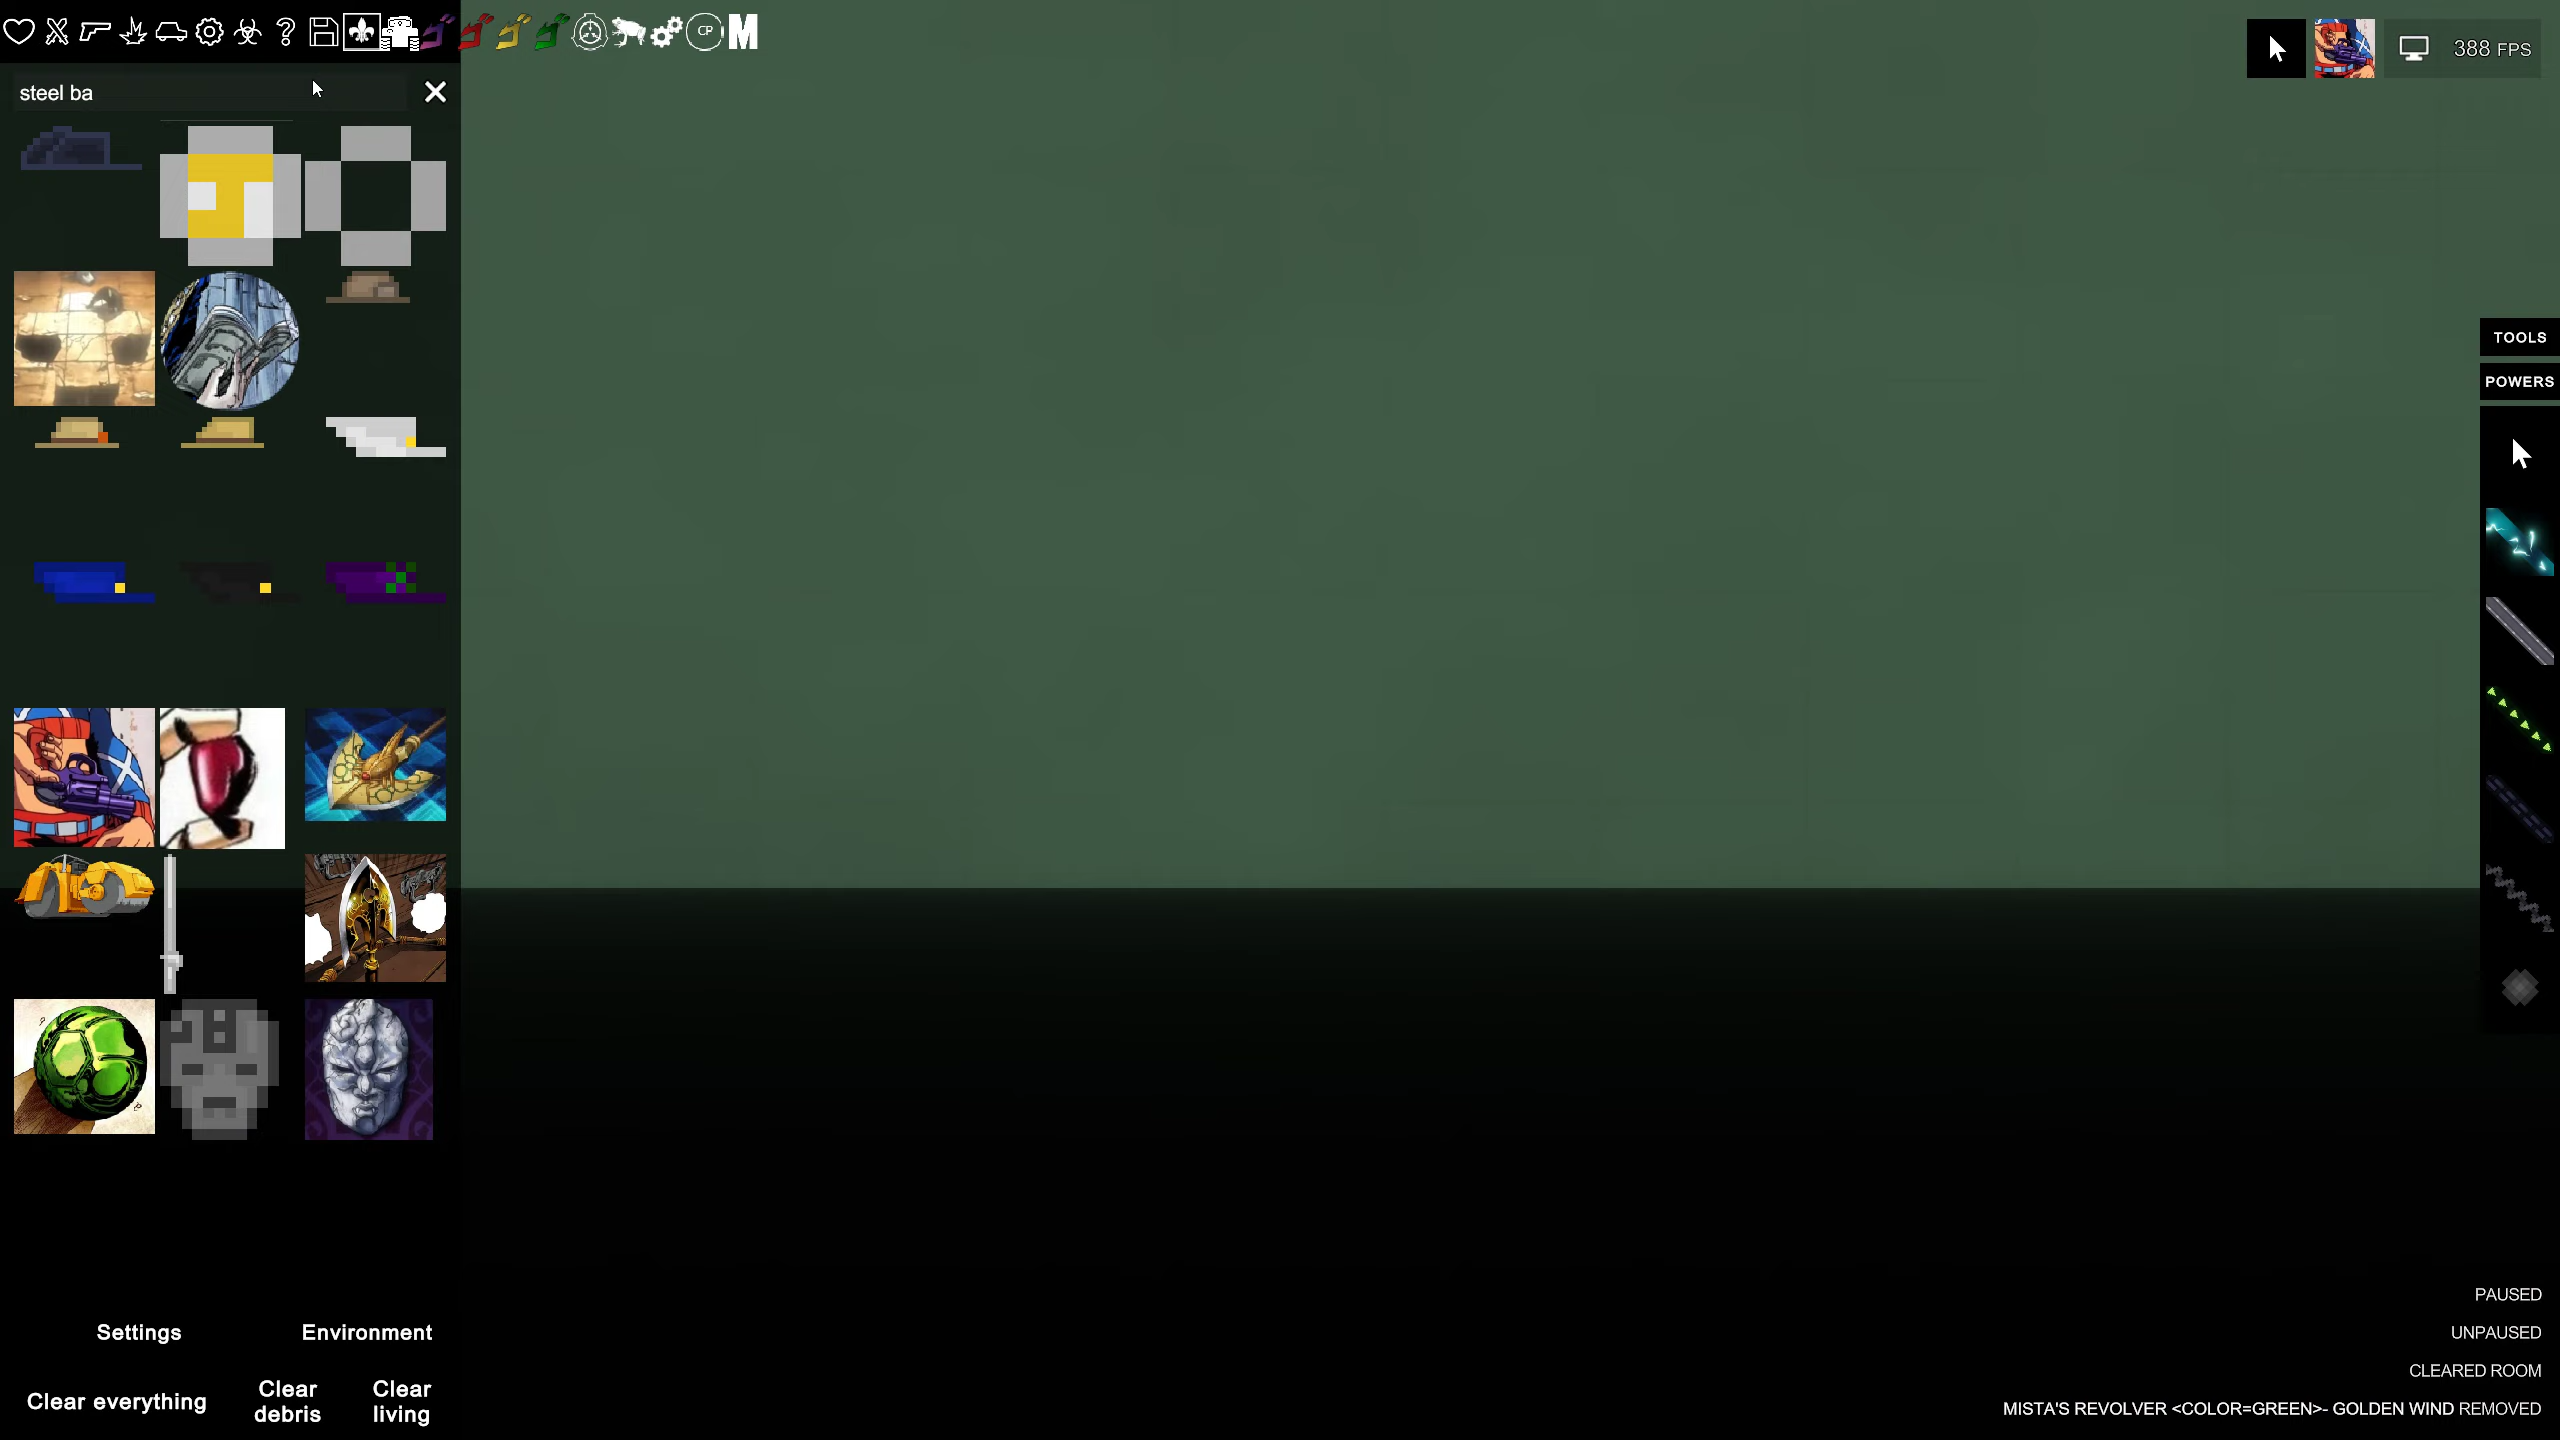 CP M
388 FPS
steel ba
TOOLS
POWERS
PAUSED
Settings Environment
UNPAUSED
CLEARED ROOM
Clear everything
Clear debris
Clear living
MISTA'S REVOLVER <COLOR=GREEN>- GOLDEN WIND REMOVED